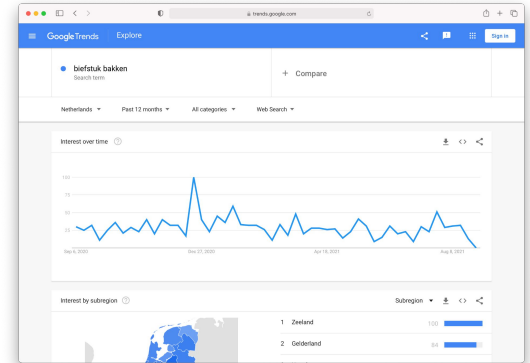 trends.google.com
Google Trends Explore
Sign in
biefstuk bakken
Search term
+ Compare
Netherlands
Past 12 months
All categories
Web Search
Interest over time
100
75
50
25
Sep 6, 2020
Dec 27, 2020
Apr 18, 2021
Aug 8, 2021
Interest by subregion
Subregion
1 Zeeland 100
2 Gelderland